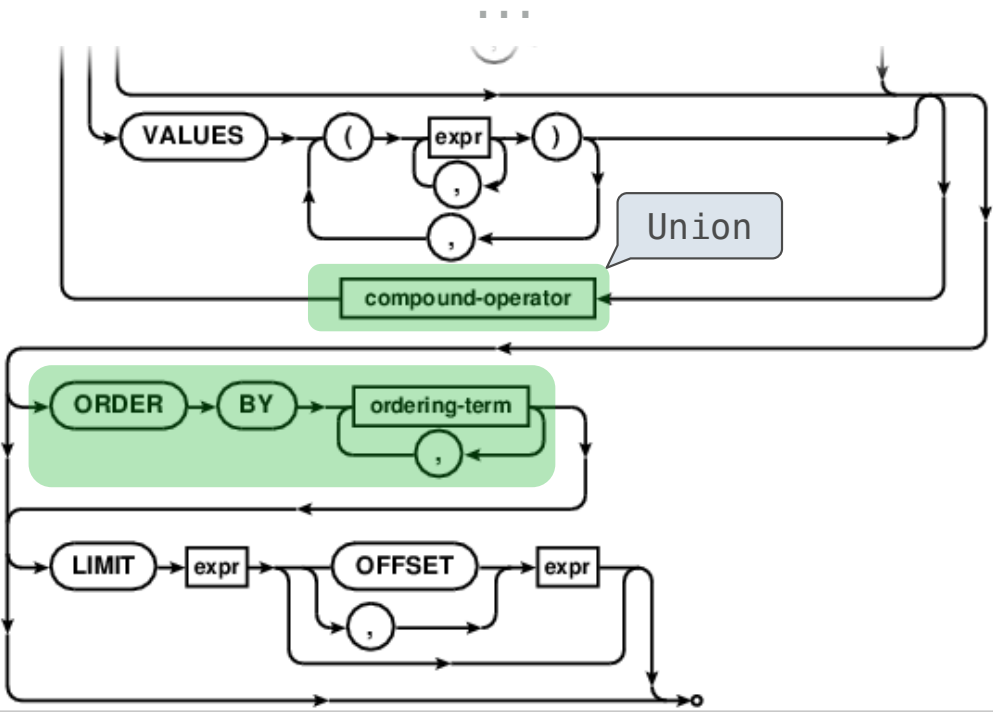 ...
,
VALUES ( expr )
,
,
Union
compound-operator
ORDER BY ordering-term
,
LIMIT expr OFFSET expr
,